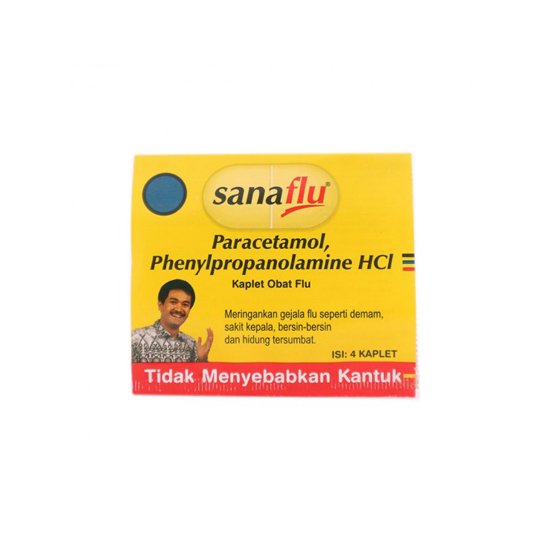 sanaflu®
Paracetamol,
Phenylpropanolamine HCl
Kaplet Obat Flu
Meringankan gejala flu seperti demam,
sakit kepala, bersin-bersin
dan hidung tersumbat.
ISI: 4 KAPLET
Tidak Menyebabkan Kantuk